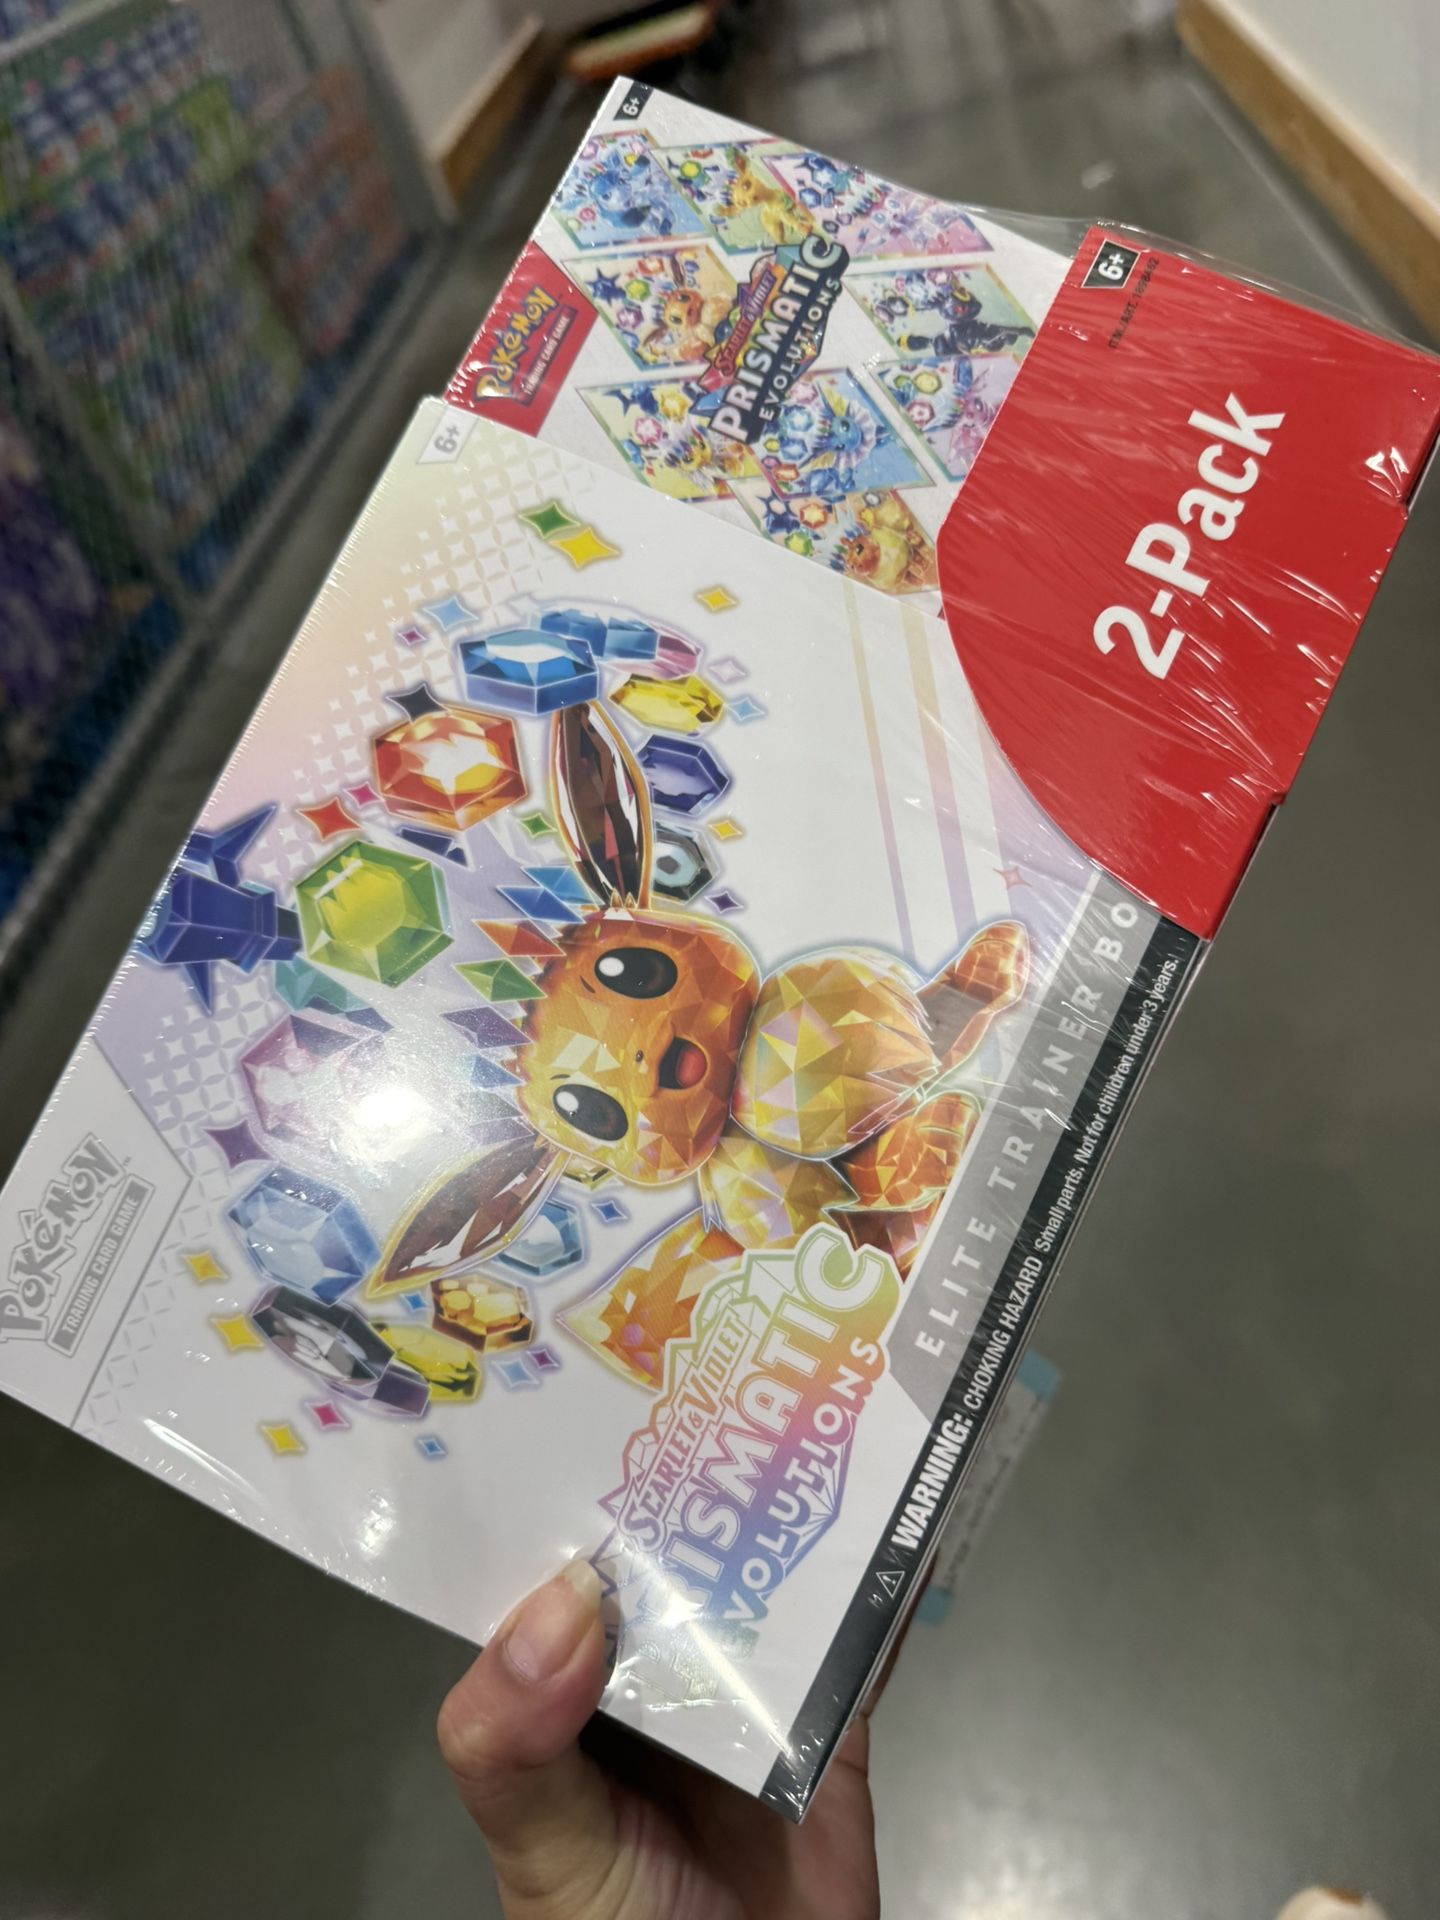 6+
POKÉMON
TRADING CARD GAME
SCARLET & VIOLET
PRISMATIC
EVOLUTIONS
6+
2-Pack
6+
ELITE TRAINER BO
POKÉMON
TRADING CARD GAME
SCARLET & VIOLET
PRISMATIC
EVOLUTIONS
WARNING: CHOKING HAZARD Small parts. Not for children under 3 years.